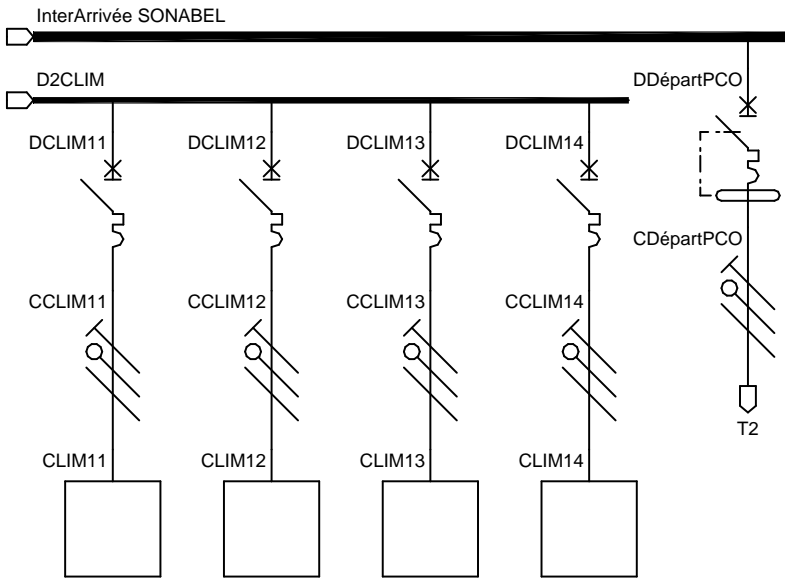 InterArrivée SONABEL
D2CLIM
DDépartPCO
DCLIM11
DCLIM12
DCLIM13
DCLIM14
CDépartPCO
CCLIM11
CCLIM12
CCLIM13
CCLIM14
T2
CLIM11
CLIM12
CLIM13
CLIM14